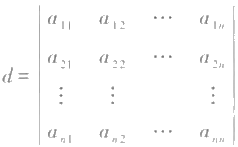 d = | a₁₁ a₁₂ ⋯ a₁ₙ |
| a₂₁ a₂₂ ⋯ a₂ₙ |
| ⋮ ⋮ ⋮ |
| aₙ₁ aₙ₂ ⋯ aₙₙ |